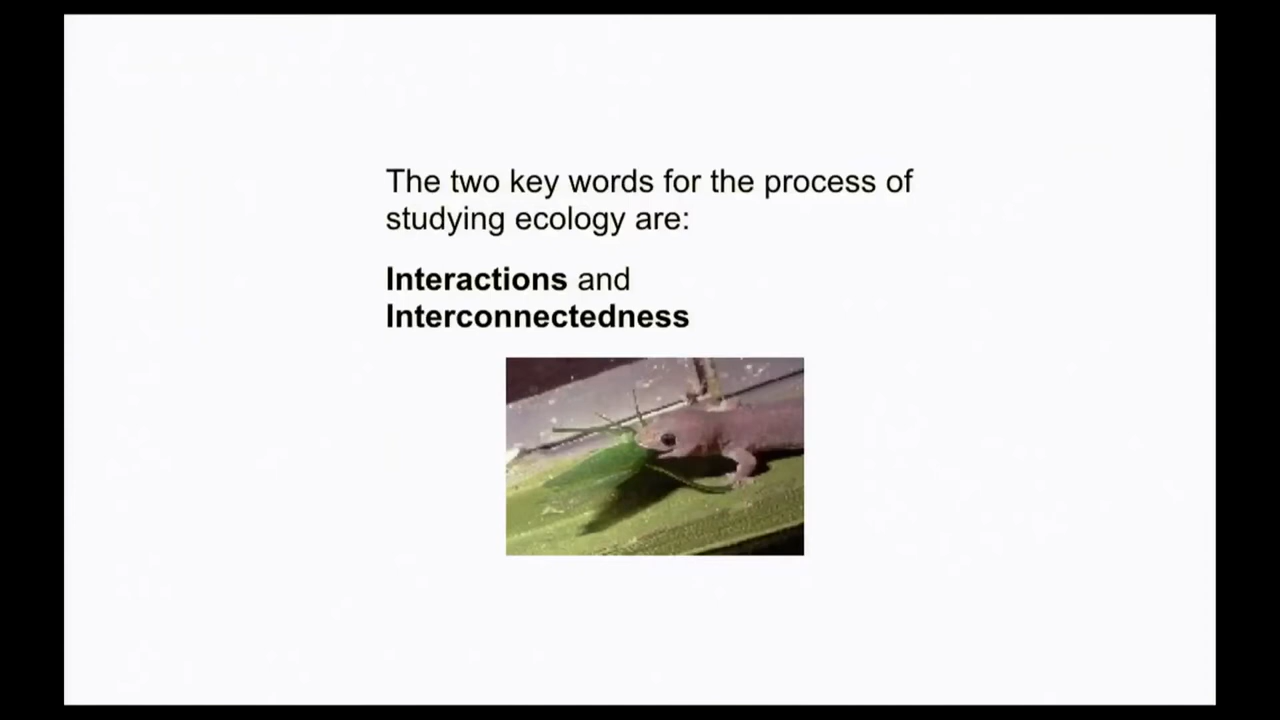 The two key words for the process of
studying ecology are:
Interactions and
Interconnectedness